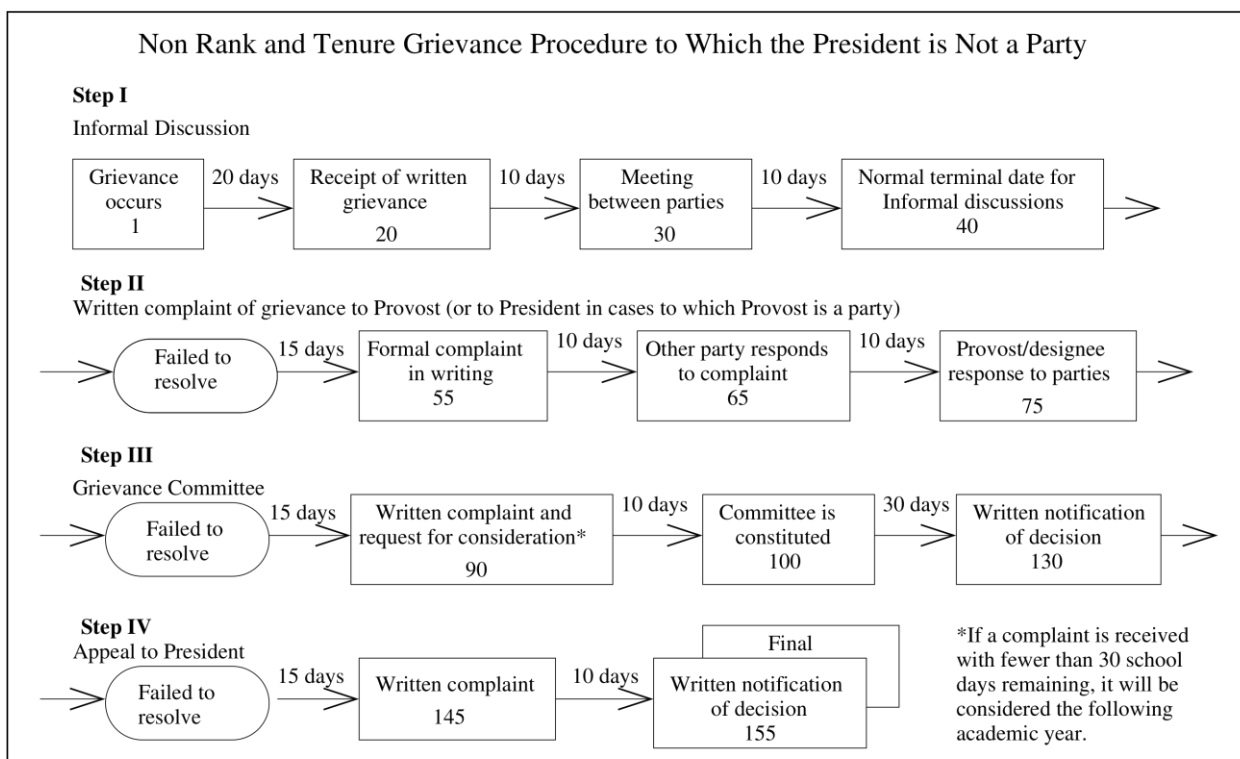 Non Rank and Tenure Grievance Procedure to Which the President is Not a Party
Step I
Informal Discussion
Grievance
occurs
1
20 days
Receipt of written
grievance
20
10 days
Meeting
between parties
30
10 days
Normal terminal date for
Informal discussions
40
Step II
Written complaint of grievance to Provost (or to President in cases to which Provost is a party)
Failed to
resolve
15 days
Formal complaint
in writing
55
10 days
Other party responds
to complaint
65
10 days
Provost/designee
response to parties
75
Step III
Grievance Committee
Failed to
resolve
15 days
Written complaint and
request for consideration*
90
10 days
Committee is
constituted
100
30 days
Written notification
of decision
130
Step IV
Appeal to President
Failed to
resolve
15 days
Written complaint
145
10 days
Final
Written notification
of decision
155
*If a complaint is received
with fewer than 30 school
days remaining, it will be
considered the following
academic year.